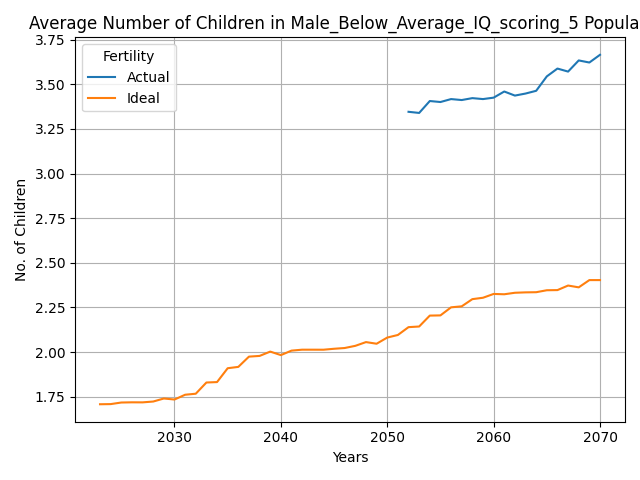 Average Number of Children in Male_Below_Average_IQ_scoring_5 Popula
3.75
3.50
3.25
3.00
2.75
2.50
2.25
2.00
1.75
No. of Children
Fertility
Actual
Ideal
2030 2040 2050 2060 2070
Years